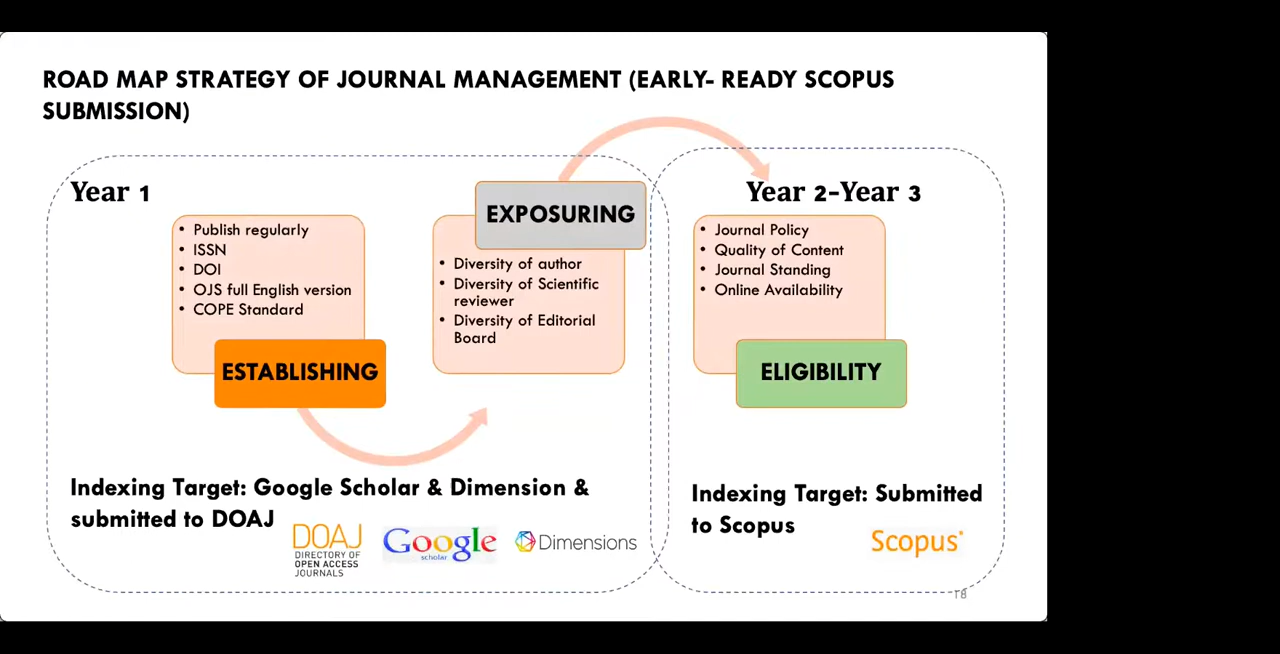 ROAD MAP STRATEGY OF JOURNAL MANAGEMENT (EARLY- READY SCOPUS
SUBMISSION)
Year 1
• Publish regularly
• ISSN
• DOI
• OJS full English version
• COPE Standard
ESTABLISHING
EXPOSURING
• Diversity of author
• Diversity of Scientific
reviewer
• Diversity of Editorial
Board
Indexing Target: Google Scholar & Dimension &
submitted to DOAJ
DOAJ
DIRECTORY OF
OPEN ACCESS
JOURNALS
Google
scholar
Dimensions
Year 2-Year 3
• Journal Policy
• Quality of Content
• Journal Standing
• Online Availability
ELIGIBILITY
Indexing Target: Submitted
to Scopus
Scopus®
18